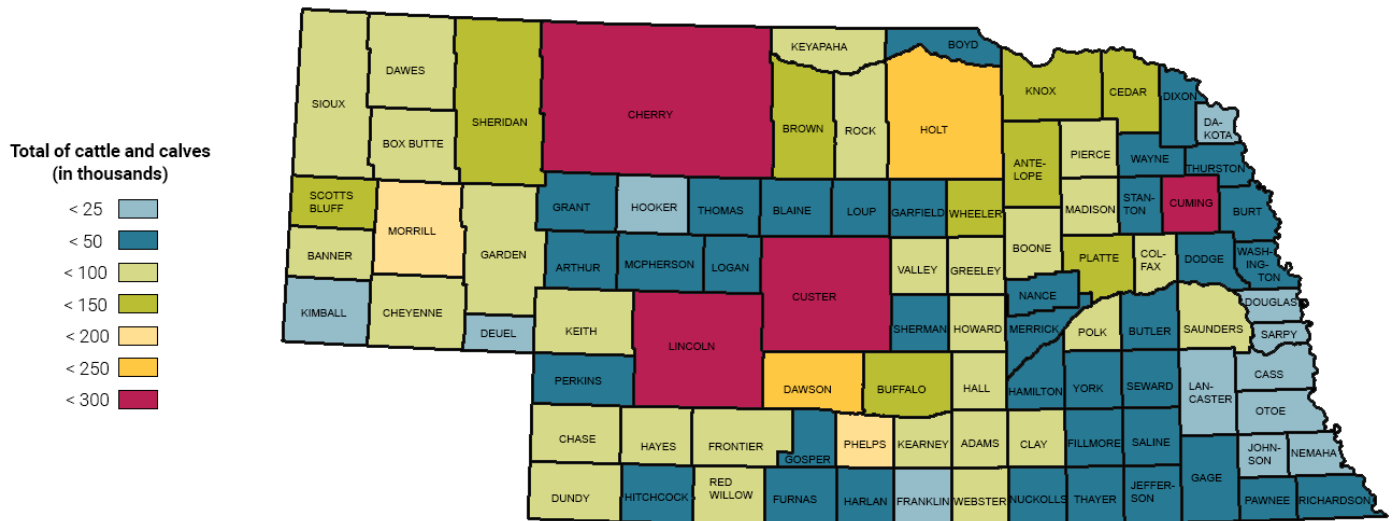 Total of cattle and calves
(in thousands)
< 25
< 50
< 100
< 150
< 200
< 250
< 300
SIOUX
DAWES
BOX BUTTE
SHERIDAN
CHERRY
KEYAPAHA
BOYD
BROWN
ROCK
HOLT
KNOX
CEDAR
DIXON
DA-
KOTA
ANTE-
LOPE
PIERCE
WAYNE
THURSTON
SCOTTS
BLUFF
MORRILL
GARDEN
BANNER
KIMBALL
CHEYENNE
DEUEL
GRANT
HOOKER
THOMAS
BLAINE
LOUP
GARFIELD
WHEELER
BOONE
MADISON
STAN-
TON
CUMING
BURT
ARTHUR
MCPHERSON
LOGAN
CUSTER
VALLEY
GREELEY
PLATTE
COL-
FAX
DODGE
WASH-
ING-
TON
NANCE
KEITH
LINCOLN
SHERMAN
HOWARD
MERRICK
POLK
BUTLER
SAUNDERS
DOUGLAS
SARPY
PERKINS
DAWSON
BUFFALO
HALL
HAMILTON
YORK
SEWARD
LAN-
CASTER
CASS
OTOE
CHASE
HAYES
FRONTIER
GOSPER
PHELPS
KEARNEY
ADAMS
CLAY
FILLMORE
SALINE
JOHN-
SON
NEMAHA
DUNDY
HITCHCOCK
RED
WILLOW
FURNAS
HARLAN
FRANKLIN
WEBSTER
NUCKOLLS
THAYER
JEFFER-
SON
GAGE
PAWNEE
RICHARDSON